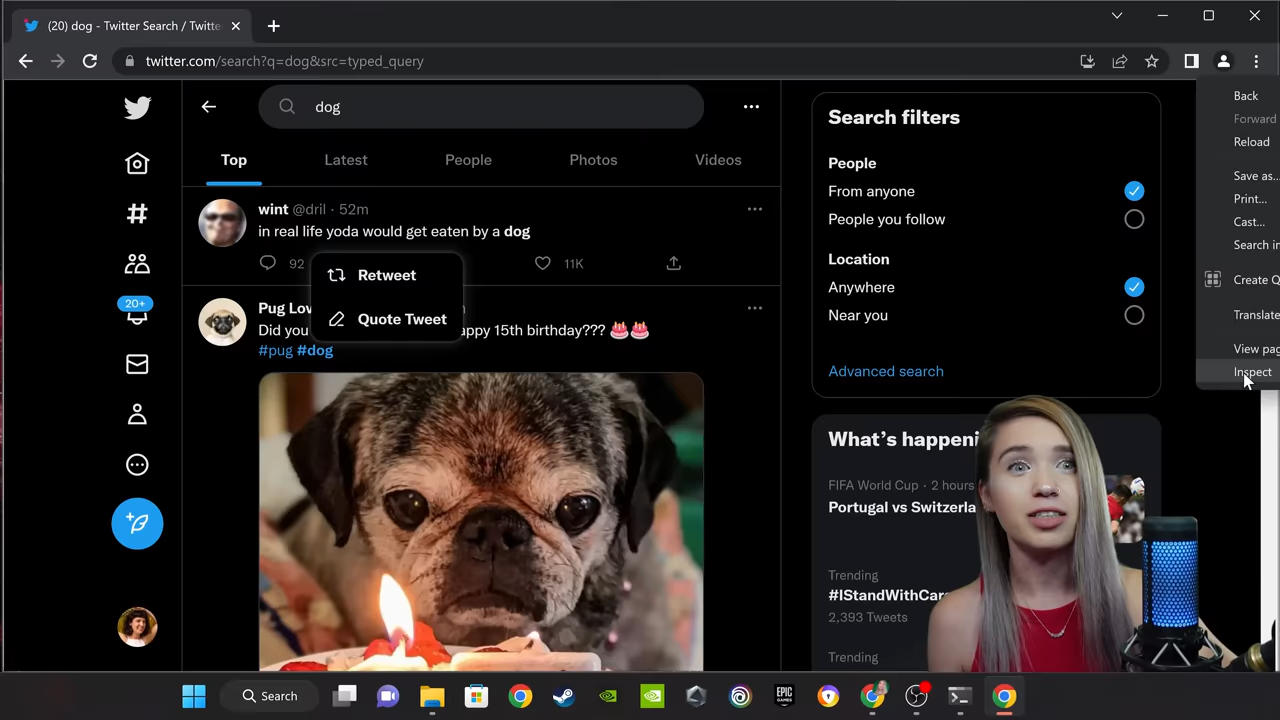 (20) dog - Twitter Search / Twitte
twitter.com/search?q=dog&src=typed_query
dog
Top
Latest
People
Photos
Videos
wint @dril · 52m
in real life yoda would get eaten by a dog
92
11K
Retweet
Quote Tweet
Pug Lov
Did you
appy 15th birthday???
#pug #dog
20+
Search filters
People
From anyone
People you follow
Location
Anywhere
Near you
Advanced search
What's happeni
FIFA World Cup · 2 hours
Portugal vs Switzerla
Trending
#IStandWithCar
2,393 Tweets
Trending
Back
Forward
Reload
Save as...
Print...
Cast...
Search in
Create Q
Translate
View pag
Inspect
Search
EPIC
GAMES